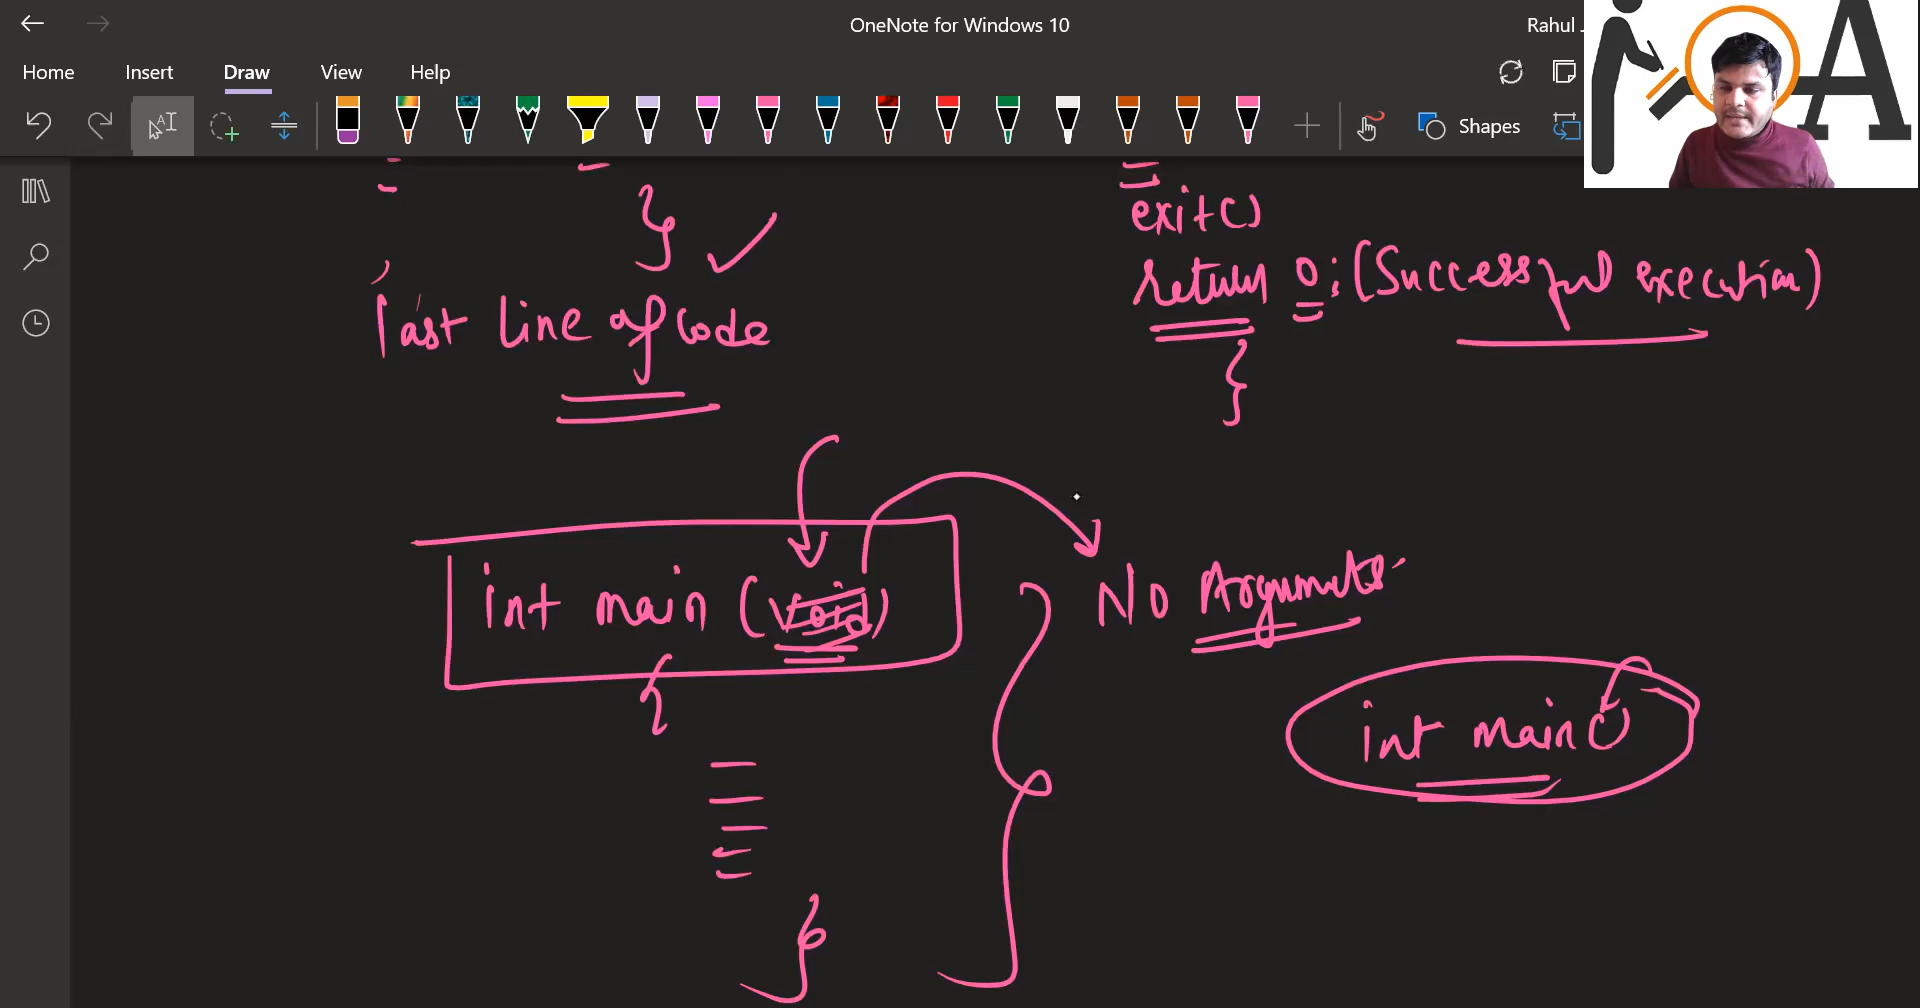 OneNote for Windows 10
Rahul J
Home Insert Draw View Help
Shapes
A
exit()
return 0; (Successful execution)
}
}
last line of code
int main (void)
No Arguments
{
int main()
}